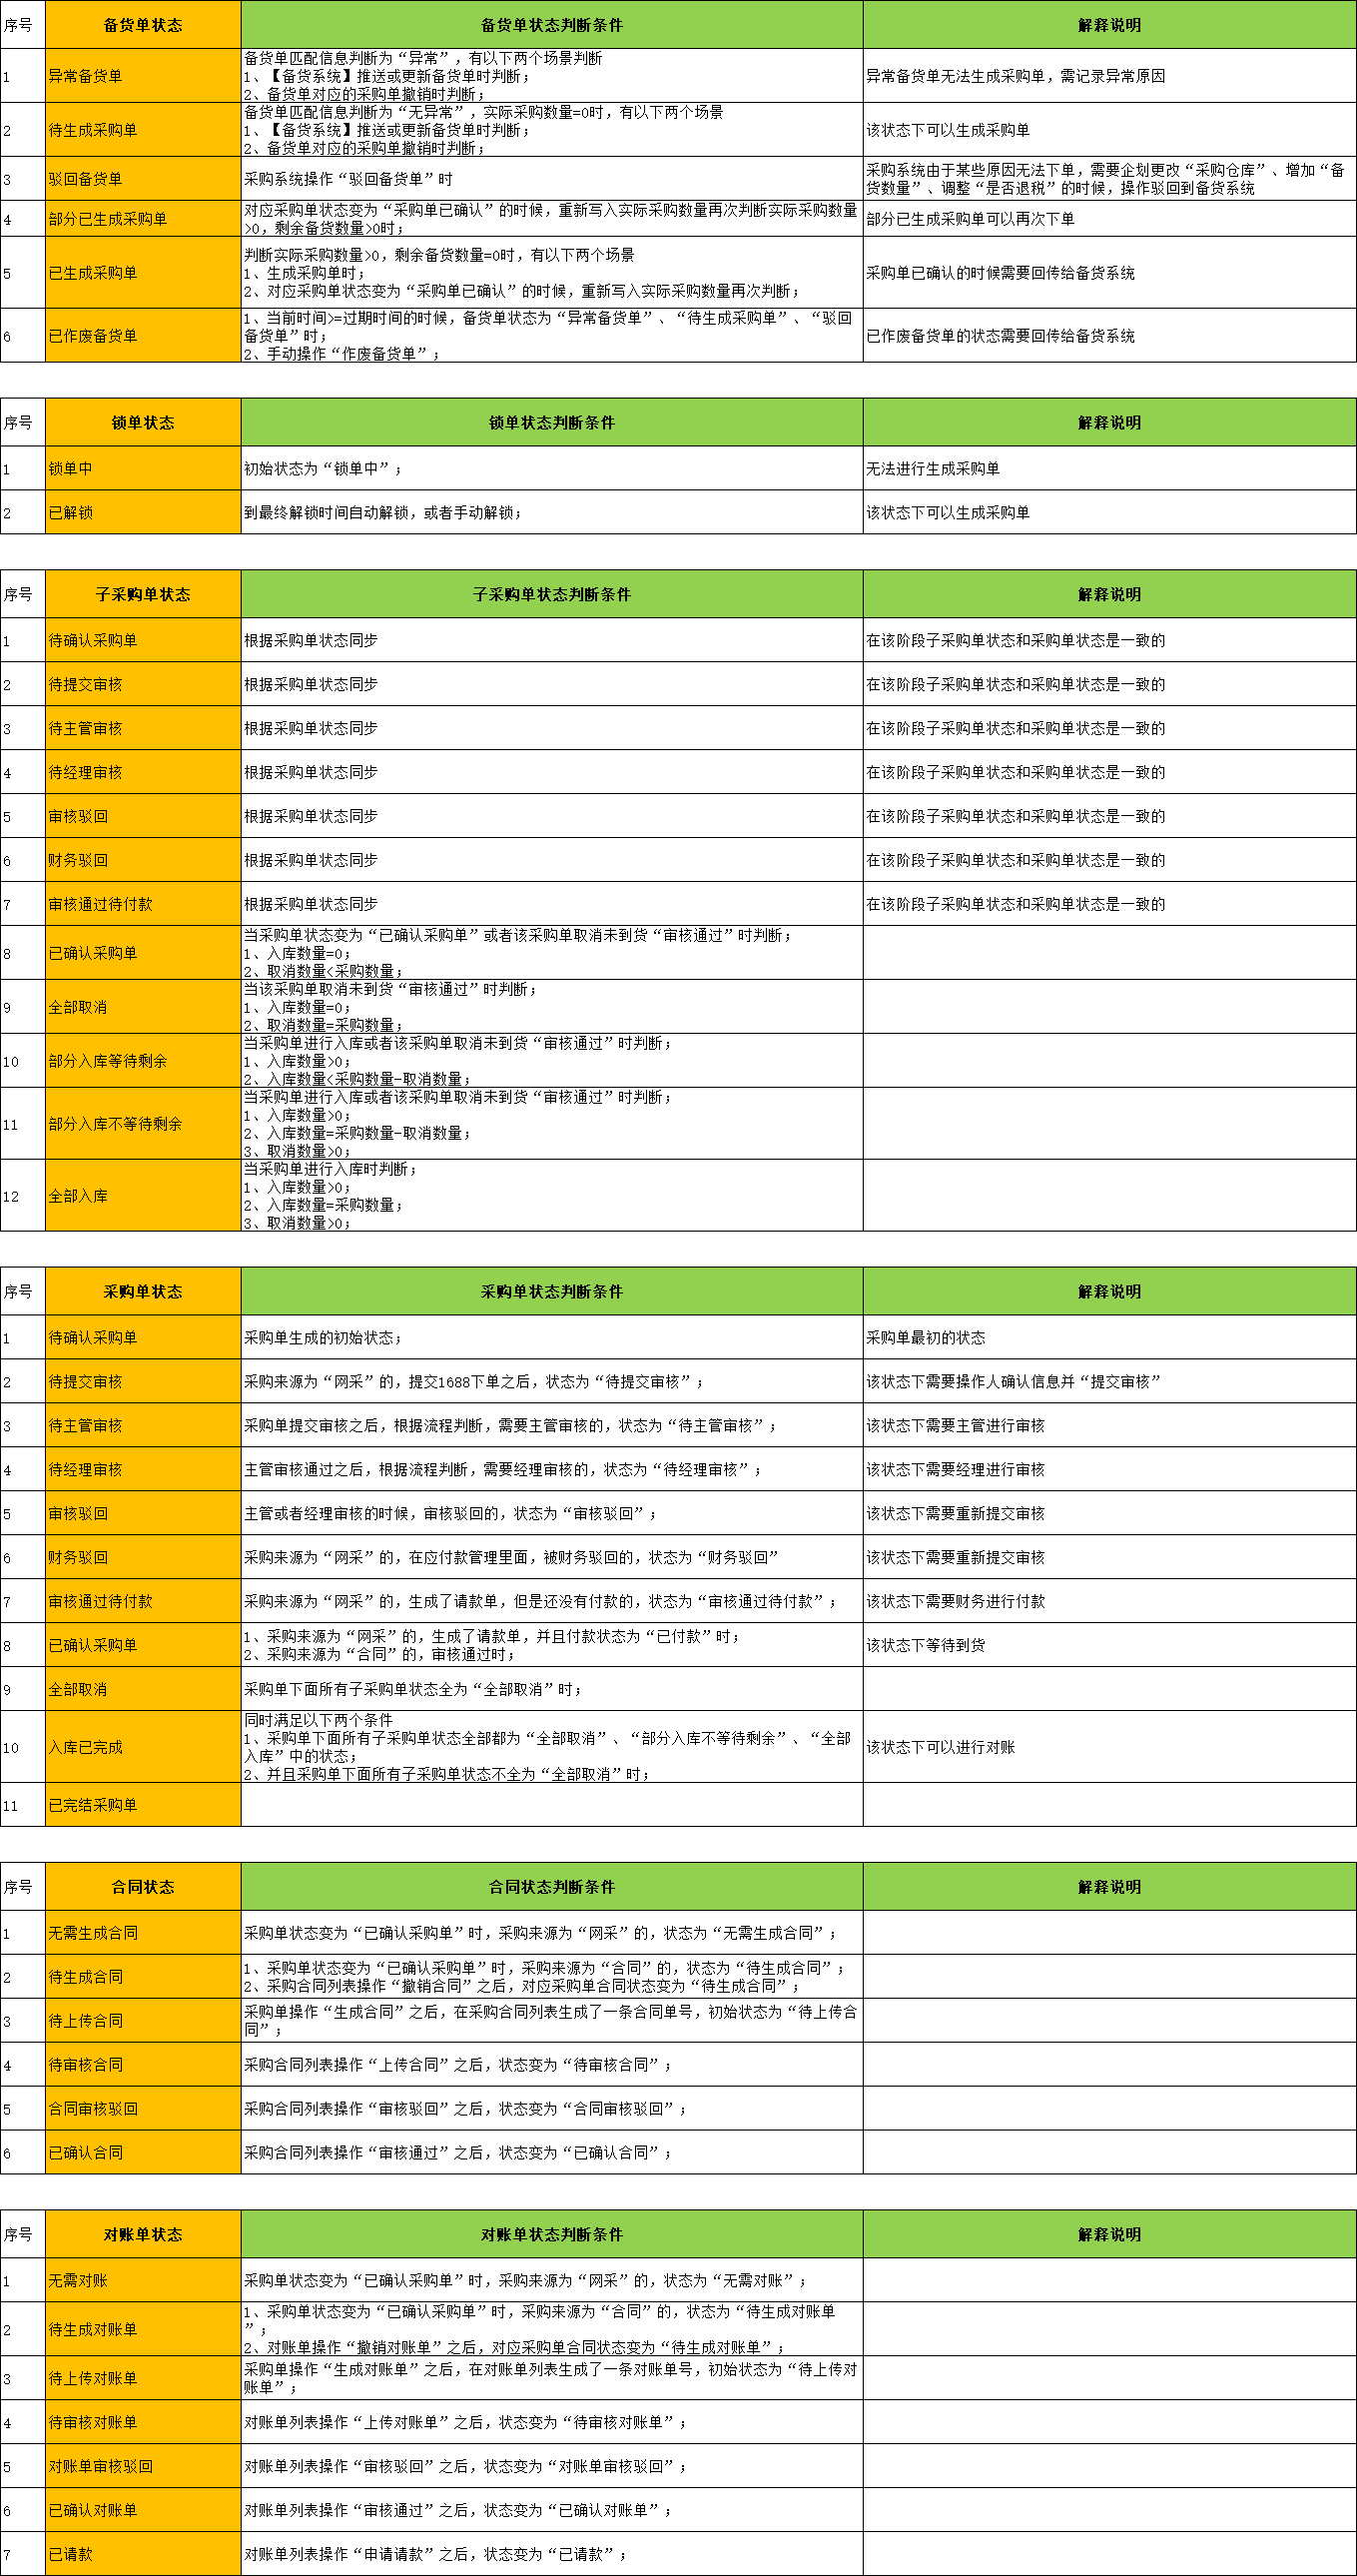 序号 备货单状态 备货单状态判断条件 解释说明
1 异常备货单 备货单匹配信息判断为“异常”，有以下两个场景判断
1、【备货系统】推送或更新备货单时判断；
2、备货单对应的采购单撤销时判断； 异常备货单无法生成采购单，需记录异常原因
2 待生成采购单 备货单匹配信息判断为“无异常”，实际采购数量=0时，有以下两个场景
1、【备货系统】推送或更新备货单时判断；
2、备货单对应的采购单撤销时判断； 该状态下可以生成采购单
3 驳回备货单 采购系统操作“驳回备货单”时 采购系统由于某些原因无法下单，需要企划更改“采购仓库”、增加“备
货数量”、调整“是否退税”的时候，操作驳回到备货系统
4 部分已生成采购单 对应采购单状态变为“采购单已确认”的时候，重新写入实际采购数量再次判断实际采购数量
>0，剩余备货数量>0时； 部分已生成采购单可以再次下单
5 已生成采购单 判断实际采购数量>0，剩余备货数量=0时，有以下两个场景
1、生成采购单时；
2、对应采购单状态变为“采购单已确认”的时候，重新写入实际采购数量再次判断； 采购单已确认的时候需要回传给备货系统
6 已作废备货单 1、当前时间>=过期时间的时候，备货单状态为“异常备货单”、“待生成采购单”、“驳回
备货单”时；
2、手动操作“作废备货单”； 已作废备货单的状态需要回传给备货系统
序号 锁单状态 锁单状态判断条件 解释说明
1 锁单中 初始状态为“锁单中”； 无法进行生成采购单
2 已解锁 到最终解锁时间自动解锁，或者手动解锁； 该状态下可以生成采购单
序号 子采购单状态 子采购单状态判断条件 解释说明
1 待确认采购单 根据采购单状态同步 在该阶段子采购单状态和采购单状态是一致的
2 待提交审核 根据采购单状态同步 在该阶段子采购单状态和采购单状态是一致的
3 待主管审核 根据采购单状态同步 在该阶段子采购单状态和采购单状态是一致的
4 待经理审核 根据采购单状态同步 在该阶段子采购单状态和采购单状态是一致的
5 审核驳回 根据采购单状态同步 在该阶段子采购单状态和采购单状态是一致的
6 财务驳回 根据采购单状态同步 在该阶段子采购单状态和采购单状态是一致的
7 审核通过待付款 根据采购单状态同步 在该阶段子采购单状态和采购单状态是一致的
8 已确认采购单 当采购单状态变为“已确认采购单”或者该采购单取消未到货“审核通过”时判断；
1、入库数量=0；
2、取消数量<采购数量；
9 全部取消 当该采购单取消未到货“审核通过”时判断；
1、入库数量=0；
2、取消数量=采购数量；
10 部分入库等待剩余 当采购单进行入库或者该采购单取消未到货“审核通过”时判断；
1、入库数量>0；
2、入库数量<采购数量-取消数量；
11 部分入库不等待剩余 当采购单进行入库或者该采购单取消未到货“审核通过”时判断；
1、入库数量>0；
2、入库数量=采购数量-取消数量；
3、取消数量>0；
12 全部入库 当采购单进行入库时判断；
1、入库数量>0；
2、入库数量=采购数量；
3、取消数量>0；
序号 采购单状态 采购单状态判断条件 解释说明
1 待确认采购单 采购单生成的初始状态； 采购单最初的状态
2 待提交审核 采购来源为“网采”的，提交1688下单之后，状态为“待提交审核”； 该状态下需要操作人确认信息并“提交审核”
3 待主管审核 采购单提交审核之后，根据流程判断，需要主管审核的，状态为“待主管审核”； 该状态下需要主管进行审核
4 待经理审核 主管审核通过之后，根据流程判断，需要经理审核的，状态为“待经理审核”； 该状态下需要经理进行审核
5 审核驳回 主管或者经理审核的时候，审核驳回的，状态为“审核驳回”； 该状态下需要重新提交审核
6 财务驳回 采购来源为“网采”的，在应付款管理里面，被财务驳回的，状态为“财务驳回” 该状态下需要重新提交审核
7 审核通过待付款 采购来源为“网采”的，生成了请款单，但是还没有付款的，状态为“审核通过待付款”； 该状态下需要财务进行付款
8 已确认采购单 1、采购来源为“网采”的，生成了请款单，并且付款状态为“已付款”时；
2、采购来源为“合同”的，审核通过时； 该状态下等待到货
9 全部取消 采购单下面所有子采购单状态全为“全部取消”时；
10 入库已完成 同时满足以下两个条件
1、采购单下面所有子采购单状态全部都为“全部取消”、“部分入库不等待剩余”、“全部
入库”中的状态；
2、并且采购单下面所有子采购单状态不全为“全部取消”时； 该状态下可以进行对账
11 已完结采购单
序号 合同状态 合同状态判断条件 解释说明
1 无需生成合同 采购单状态变为“已确认采购单”时，采购来源为“网采”的，状态为“无需生成合同”；
2 待生成合同 1、采购单状态变为“已确认采购单”时，采购来源为“合同”的，状态为“待生成合同”；
2、采购合同列表操作“撤销合同”之后，对应采购单合同状态变为“待生成合同”；
3 待上传合同 采购单操作“生成合同”之后，在采购合同列表生成了一条合同单号，初始状态为“待上传合
同”；
4 待审核合同 采购合同列表操作“上传合同”之后，状态变为“待审核合同”；
5 合同审核驳回 采购合同列表操作“审核驳回”之后，状态变为“合同审核驳回”；
6 已确认合同 采购合同列表操作“审核通过”之后，状态变为“已确认合同”；
序号 对账单状态 对账单状态判断条件 解释说明
1 无需对账 采购单状态变为“已确认采购单”时，采购来源为“网采”的，状态为“无需对账”；
2 待生成对账单 1、采购单状态变为“已确认采购单”时，采购来源为“合同”的，状态为“待生成对账单
”；
2、对账单操作“撤销对账单”之后，对应采购单合同状态变为“待生成对账单”；
3 待上传对账单 采购单操作“生成对账单”之后，在对账单列表生成了一条对账单号，初始状态为“待上传对
账单”；
4 待审核对账单 对账单列表操作“上传对账单”之后，状态变为“待审核对账单”；
5 对账单审核驳回 对账单列表操作“审核驳回”之后，状态变为“对账单审核驳回”；
6 已确认对账单 对账单列表操作“审核通过”之后，状态变为“已确认对账单”；
7 已请款 对账单列表操作“申请请款”之后，状态变为“已请款”；